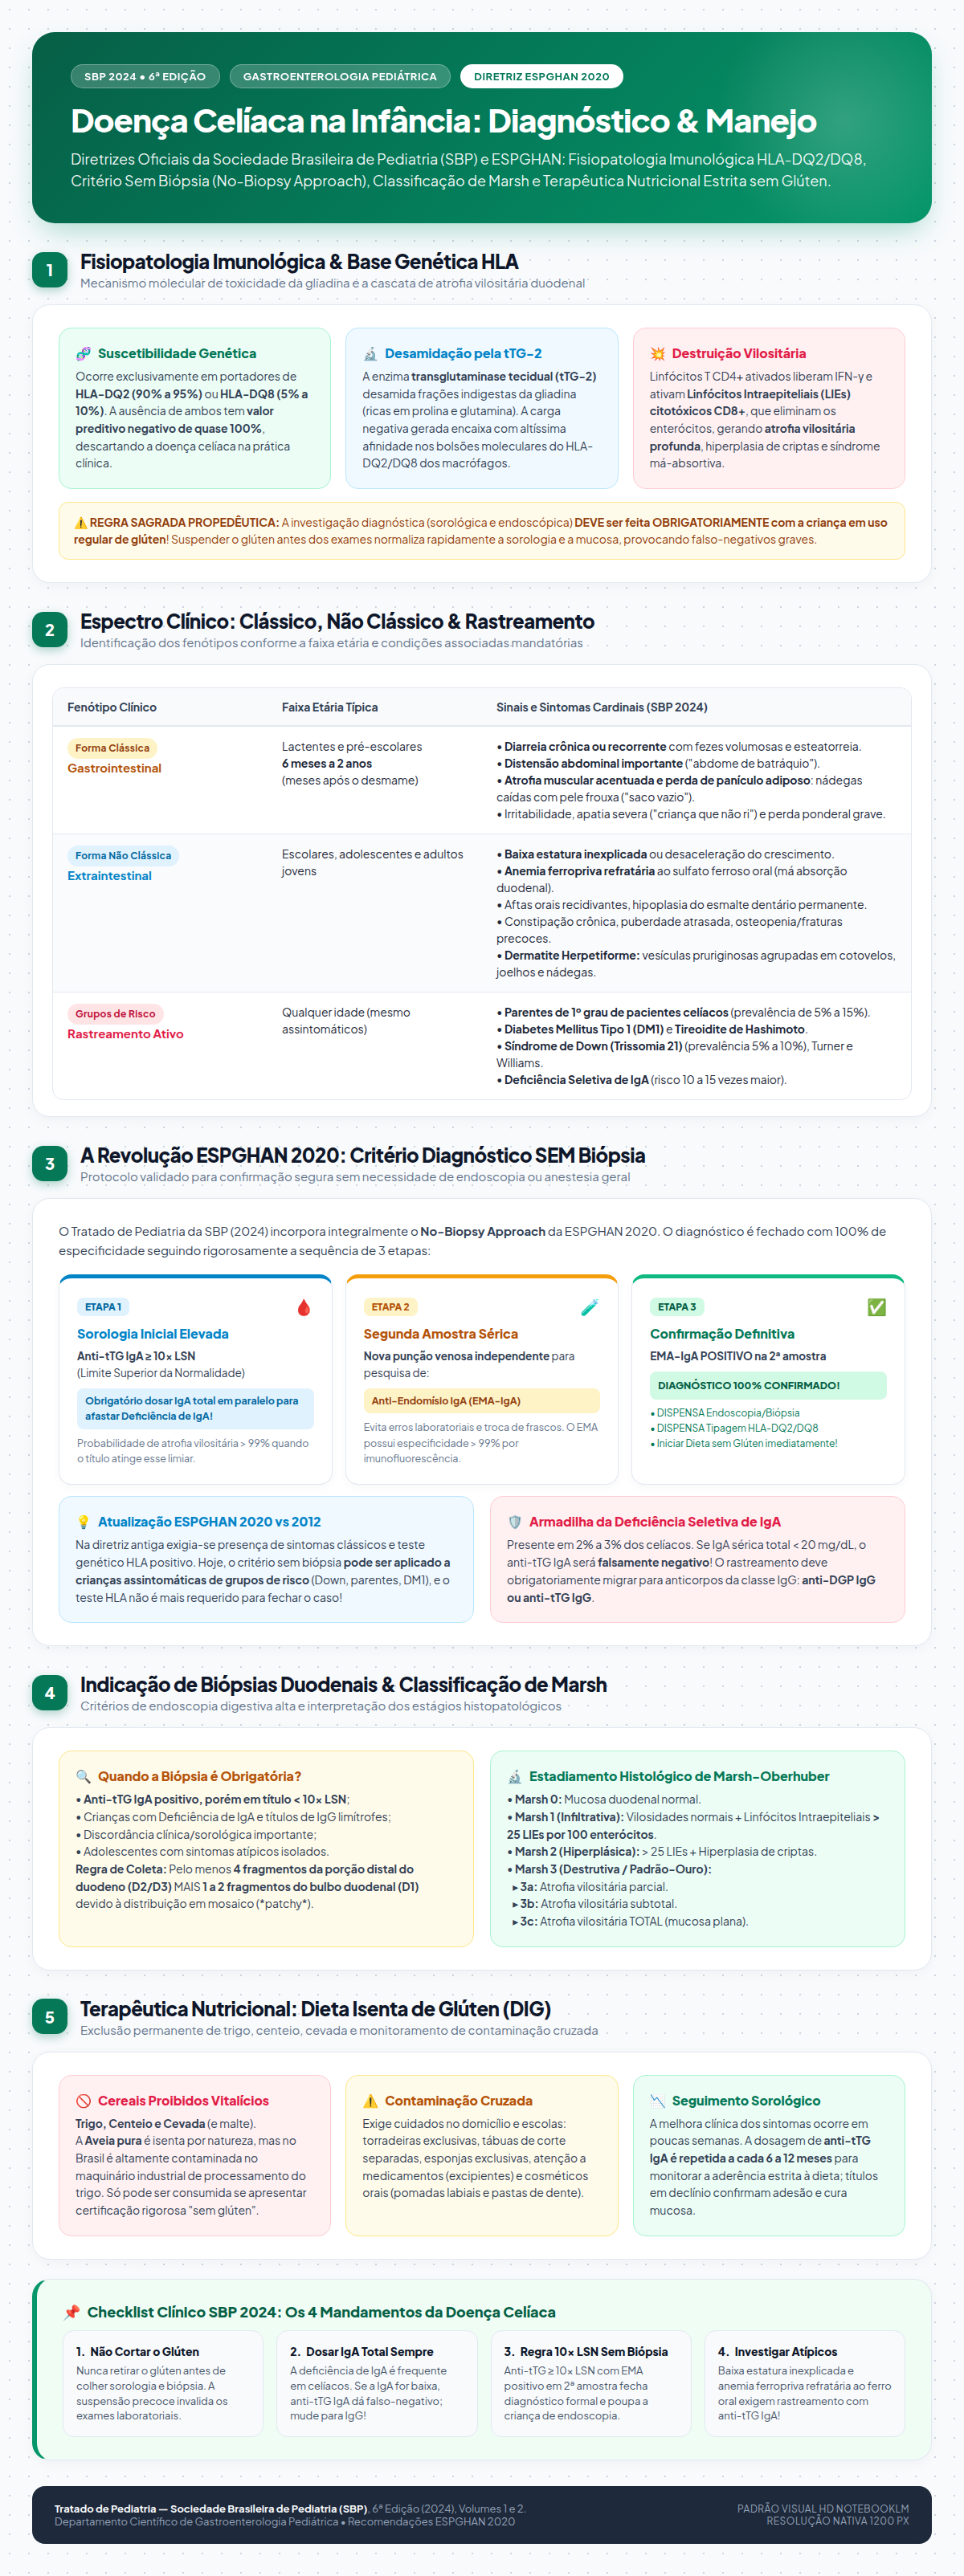 SBP 2024 • 6ª EDIÇÃO
GASTROENTEROLOGIA PEDIÁTRICA
DIRETRIZ ESPGHAN 2020
Doença Celíaca na Infância: Diagnóstico & Manejo
Diretrizes Oficiais da Sociedade Brasileira de Pediatria (SBP) e ESPGHAN: Fisiopatologia Imunológica HLA-DQ2/DQ8,
Critério Sem Biópsia (No-Biopsy Approach), Classificação de Marsh e Terapêutica Nutricional Estrita sem Glúten.
1
Fisiopatologia Imunológica & Base Genética HLA
Mecanismo molecular de toxicidade da gliadina e a cascata de atrofia vilositária duodenal
🧬 Suscetibilidade Genética
Ocorre exclusivamente em portadores de
HLA-DQ2 (90% a 95%) ou HLA-DQ8 (5% a
10%). A ausência de ambos tem valor
preditivo negativo de quase 100%,
descartando a doença celíaca na prática
clínica.
🔬 Desamidação pela tTG-2
A enzima transglutaminase tecidual (tTG-2)
desamida frações indigestas da gliadina
(ricas em prolina e glutamina). A carga
negativa gerada encaixa com altíssima
afinidade nos bolsões moleculares do HLA-
DQ2/DQ8 dos macrófagos.
💥 Destruição Vilositária
Linfócitos T CD4+ ativados liberam IFN-γ e
ativam Linfócitos Intraepiteliais (LIEs)
citotóxicos CD8+, que eliminam os
enterócitos, gerando atrofia vilositária
profunda, hiperplasia de criptas e síndrome
má-absortiva.
⚠️ REGRA SAGRADA PROPEDÊUTICA: A investigação diagnóstica (sorológica e endoscópica) DEVE ser feita OBRIGATORIAMENTE com a criança em uso
regular de glúten! Suspender o glúten antes dos exames normaliza rapidamente a sorologia e a mucosa, provocando falso-negativos graves.
2
Espectro Clínico: Clássico, Não Clássico & Rastreamento
Identificação dos fenótipos conforme a faixa etária e condições associadas mandatórias
Fenótipo Clínico
Faixa Etária Típica
Sinais e Sintomas Cardinais (SBP 2024)
Forma Clássica
Gastrointestinal
Lactentes e pré-escolares
6 meses a 2 anos
(meses após o desmame)
• Diarreia crônica ou recorrente com fezes volumosas e esteatorreia.
• Distensão abdominal importante ("abdome de batráquio").
• Atrofia muscular acentuada e perda de panículo adiposo: nádegas
caídas com pele frouxa ("saco vazio").
• Irritabilidade, apatia severa ("criança que não ri") e perda ponderal grave.
Forma Não Clássica
Extraintestinal
Escolares, adolescentes e adultos
jovens
• Baixa estatura inexplicada ou desaceleração do crescimento.
• Anemia ferropriva refratária ao sulfato ferroso oral (má absorção
duodenal).
• Aftas orais recidivantes, hipoplasia do esmalte dentário permanente.
• Constipação crônica, puberdade atrasada, osteopenia/fraturas
precoces.
• Dermatite Herpetiforme: vesículas pruriginosas agrupadas em cotovelos,
joelhos e nádegas.
Grupos de Risco
Rastreamento Ativo
Qualquer idade (mesmo
assintomáticos)
• Parentes de 1º grau de pacientes celíacos (prevalência de 5% a 15%).
• Diabetes Mellitus Tipo 1 (DM1) e Tireoidite de Hashimoto.
• Síndrome de Down (Trissomia 21) (prevalência 5% a 10%), Turner e
Williams.
• Deficiência Seletiva de IgA (risco 10 a 15 vezes maior).
3
A Revolução ESPGHAN 2020: Critério Diagnóstico SEM Biópsia
Protocolo validado para confirmação segura sem necessidade de endoscopia ou anestesia geral
O Tratado de Pediatria da SBP (2024) incorpora integralmente o No-Biopsy Approach da ESPGHAN 2020. O diagnóstico é fechado com 100% de
especificidade seguindo rigorosamente a sequência de 3 etapas:
ETAPA 1 🩸
Sorologia Inicial Elevada
Anti-tTG IgA ≥ 10x LSN
(Limite Superior da Normalidade)
Obrigatório dosar IgA total em paralelo para
afastar Deficiência de IgA!
Probabilidade de atrofia vilositária > 99% quando
o título atinge esse limiar.
ETAPA 2 🧪
Segunda Amostra Sérica
Nova punção venosa independente para
pesquisa de:
Anti-Endomísio IgA (EMA-IgA)
Evita erros laboratoriais e troca de frascos. O EMA
possui especificidade > 99% por
imunofluorescência.
ETAPA 3 ✅
Confirmação Definitiva
EMA-IgA POSITIVO na 2ª amostra
DIAGNÓSTICO 100% CONFIRMADO!
• DISPENSA Endoscopia/Biópsia
• DISPENSA Tipagem HLA-DQ2/DQ8
• Iniciar Dieta sem Glúten imediatamente!
💡 Atualização ESPGHAN 2020 vs 2012
Na diretriz antiga exigia-se presença de sintomas clássicos e teste
genético HLA positivo. Hoje, o critério sem biópsia pode ser aplicado a
crianças assintomáticas de grupos de risco (Down, parentes, DM1), e o
teste HLA não é mais requerido para fechar o caso!
🛡️ Armadilha da Deficiência Seletiva de IgA
Presente em 2% a 3% dos celíacos. Se IgA sérica total < 20 mg/dL, o
anti-tTG IgA será falsamente negativo! O rastreamento deve
obrigatoriamente migrar para anticorpos da classe IgG: anti-DGP IgG
ou anti-tTG IgG.
4
Indicação de Biópsias Duodenais & Classificação de Marsh
Critérios de endoscopia digestiva alta e interpretação dos estágios histopatológicos
🔍 Quando a Biópsia é Obrigatória?
• Anti-tTG IgA positivo, porém em título < 10x LSN;
• Crianças com Deficiência de IgA e títulos de IgG limítrofes;
• Discordância clínica/sorológica importante;
• Adolescentes com sintomas atípicos isolados.
Regra de Coleta: Pelo menos 4 fragmentos da porção distal do
duodeno (D2/D3) MAIS 1 a 2 fragmentos do bulbo duodenal (D1)
devido à distribuição em mosaico (*patchy*).
🔬 Estadiamento Histológico de Marsh-Oberhuber
• Marsh 0: Mucosa duodenal normal.
• Marsh 1 (Infiltrativa): Vilosidades normais + Linfócitos Intraepiteliais >
25 LIEs por 100 enterócitos.
• Marsh 2 (Hiperplásica): > 25 LIEs + Hiperplasia de criptas.
• Marsh 3 (Destrutiva / Padrão-Ouro):
▸ 3a: Atrofia vilositária parcial.
▸ 3b: Atrofia vilositária subtotal.
▸ 3c: Atrofia vilositária TOTAL (mucosa plana).
5
Terapêutica Nutricional: Dieta Isenta de Glúten (DIG)
Exclusão permanente de trigo, centeio, cevada e monitoramento de contaminação cruzada
🚫 Cereais Proibidos Vitalícios
Trigo, Centeio e Cevada (e malte).
A Aveia pura é isenta por natureza, mas no
Brasil é altamente contaminada no
maquinário industrial de processamento do
trigo. Só pode ser consumida se apresentar
certificação rigorosa "sem glúten".
⚠️ Contaminação Cruzada
Exige cuidados no domicílio e escolas:
torradeiras exclusivas, tábuas de corte
separadas, esponjas exclusivas, atenção a
medicamentos (excipientes) e cosméticos
orais (pomadas labiais e pastas de dente).
📉 Seguimento Sorológico
A melhora clínica dos sintomas ocorre em
poucas semanas. A dosagem de anti-tTG
IgA é repetida a cada 6 a 12 meses para
monitorar a aderência estrita à dieta; títulos
em declínio confirmam adesão e cura
mucosa.
📌 Checklist Clínico SBP 2024: Os 4 Mandamentos da Doença Celíaca
1. Não Cortar o Glúten
Nunca retirar o glúten antes de
colher sorologia e biópsia. A
suspensão precoce invalida os
exames laboratoriais.
2. Dosar IgA Total Sempre
A deficiência de IgA é frequente
em celíacos. Se a IgA for baixa,
anti-tTG IgA dá falso-negativo;
mude para IgG!
3. Regra 10x LSN Sem Biópsia
Anti-tTG ≥ 10x LSN com EMA
positivo em 2ª amostra fecha
diagnóstico formal e poupa a
criança de endoscopia.
4. Investigar Atípicos
Baixa estatura inexplicada e
anemia ferropriva refratária ao ferro
oral exigem rastreamento com
anti-tTG IgA!
Tratado de Pediatria — Sociedade Brasileira de Pediatria (SBP), 6ª Edição (2024), Volumes 1 e 2.
Departamento Científico de Gastroenterologia Pediátrica • Recomendações ESPGHAN 2020
PADRÃO VISUAL HD NOTEBOOKLM
RESOLUÇÃO NATIVA 1200 PX